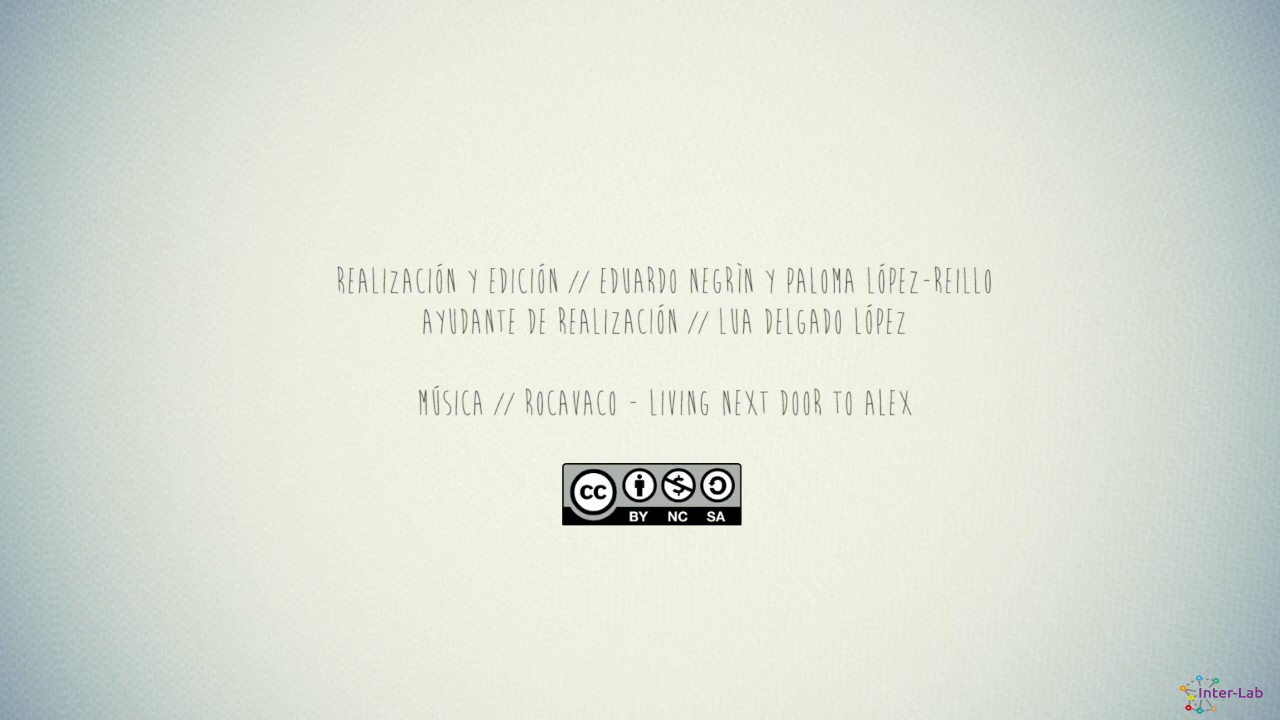 REALIZACIÓN Y EDICIÓN // EDUARDO NEGRÌN Y PALOMA LÓPEZ-REILLO
AYUDANTE DE REALIZACIÓN // LUA DELGADO LÓPEZ
MÚSICA // ROCAVACO - LIVING NEXT DOOR TO ALEX
CC
BY NC SA
Inter-Lab